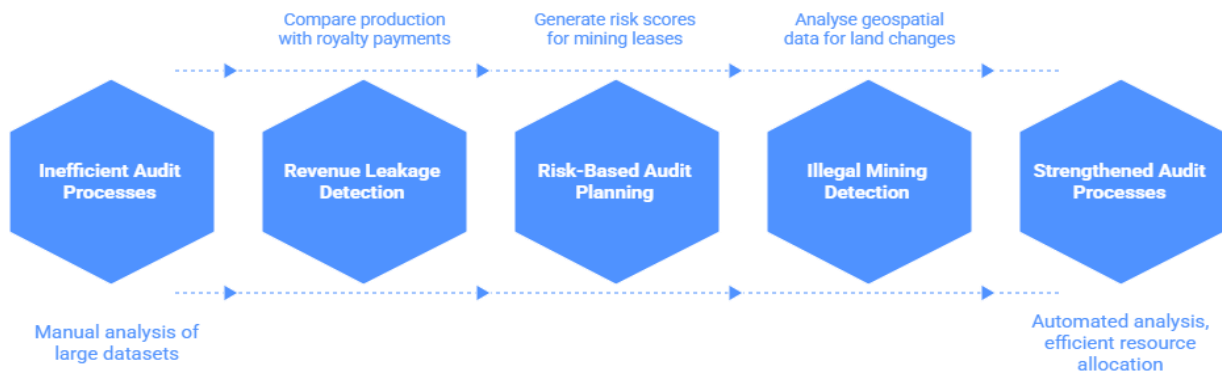 Compare production
with royalty payments
Generate risk scores
for mining leases
Analyse geospatial
data for land changes
Inefficient Audit
Processes
Revenue Leakage
Detection
Risk-Based Audit
Planning
Illegal Mining
Detection
Strengthened Audit
Processes
Manual analysis of
large datasets
Automated analysis,
efficient resource
allocation